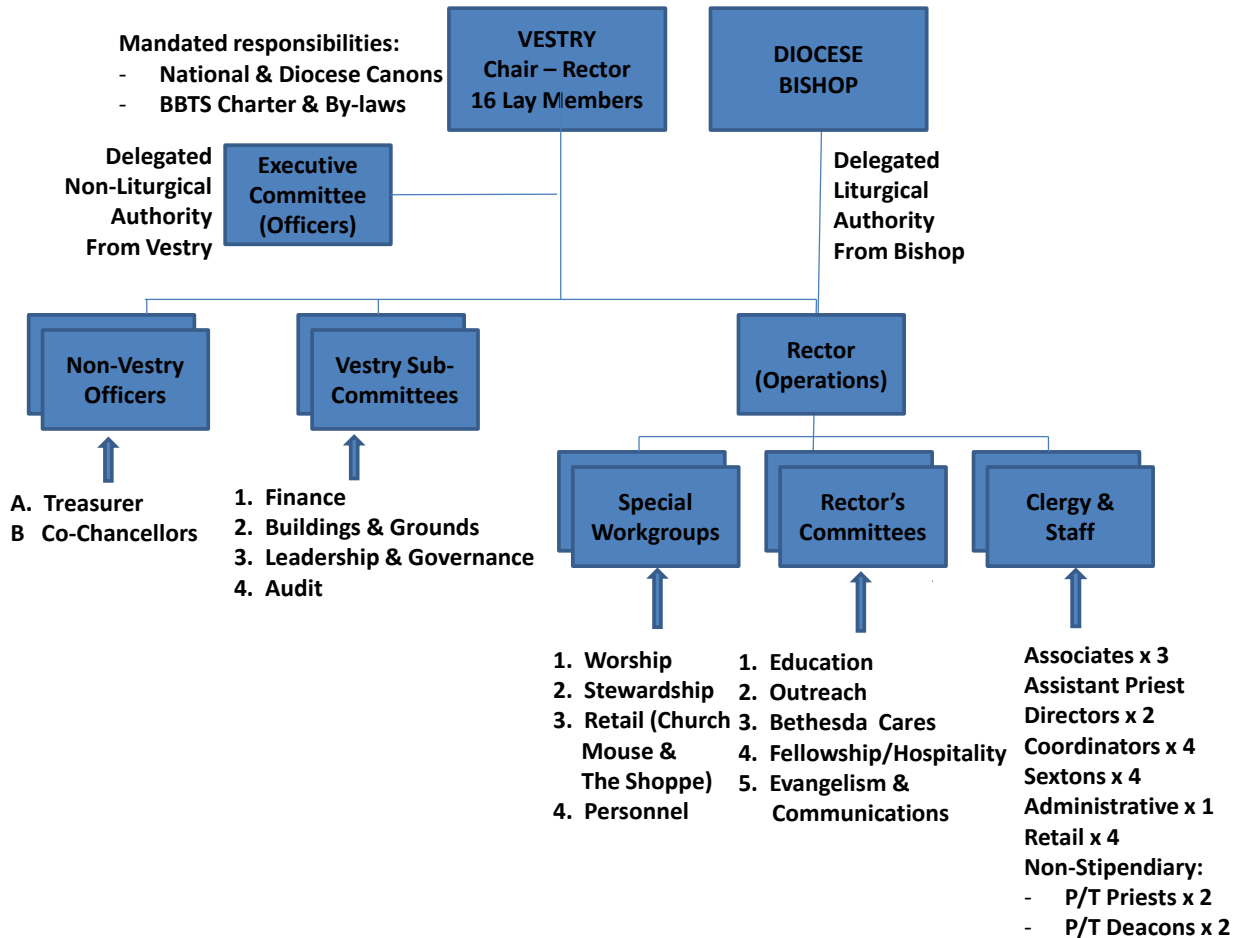 Mandated responsibilities:
- National & Diocese Canons
- BBTS Charter & By-laws
VESTRY
Chair – Rector
16 Lay Members
DIOCESE
BISHOP
Delegated
Non-Liturgical
Authority
From Vestry
Executive
Committee
(Officers)
Delegated
Liturgical
Authority
From Bishop
Non-Vestry
Officers
Vestry Sub-
Committees
Rector
(Operations)
A. Treasurer
B Co-Chancellors
1. Finance
2. Buildings & Grounds
3. Leadership & Governance
4. Audit
Special
Workgroups
Rector's
Committees
Clergy &
Staff
1. Worship
2. Stewardship
3. Retail (Church
Mouse &
The Shoppe)
4. Personnel
1. Education
2. Outreach
3. Bethesda Cares
4. Fellowship/Hospitality
5. Evangelism &
Communications
Associates x 3
Assistant Priest
Directors x 2
Coordinators x 4
Sextons x 4
Administrative x 1
Retail x 4
Non-Stipendiary:
- P/T Priests x 2
- P/T Deacons x 2